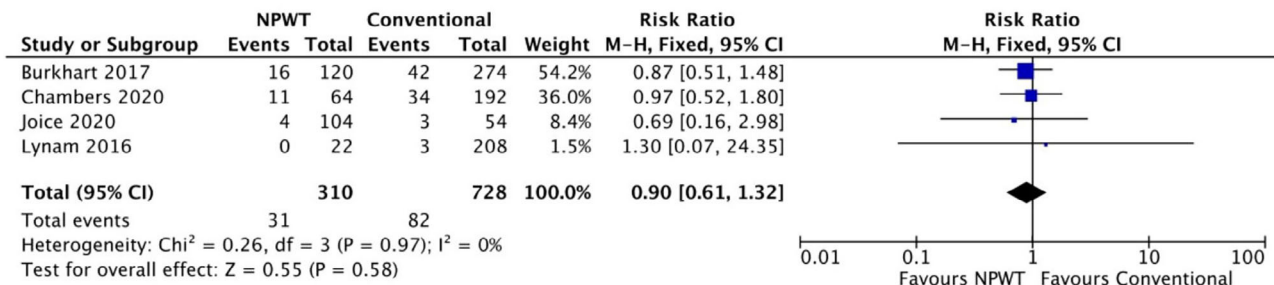 NPWT Conventional Risk Ratio Risk Ratio
Study or Subgroup Events Total Events Total Weight M-H, Fixed, 95% CI M-H, Fixed, 95% CI
Burkhart 2017 16 120 42 274 54.2% 0.87 [0.51, 1.48]
Chambers 2020 11 64 34 192 36.0% 0.97 [0.52, 1.80]
Joice 2020 4 104 3 54 8.4% 0.69 [0.16, 2.98]
Lynam 2016 0 22 3 208 1.5% 1.30 [0.07, 24.35]
Total (95% CI) 310 728 100.0% 0.90 [0.61, 1.32]
Total events 31 82
Heterogeneity: Chi² = 0.26, df = 3 (P = 0.97); I² = 0%
Test for overall effect: Z = 0.55 (P = 0.58)
0.01 0.1 1 10 100
Favours NPWT Favours Conventional